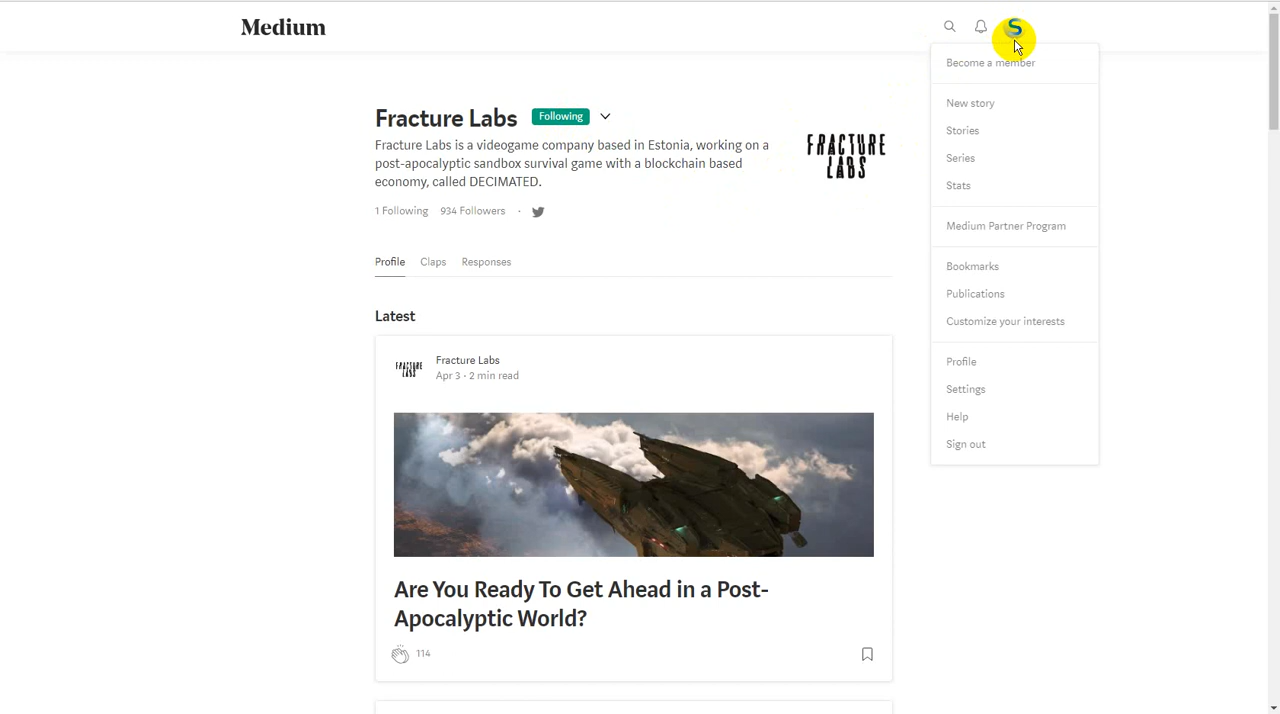 Medium
S
Become a member
New story
Stories
Series
Stats
Medium Partner Program
Bookmarks
Publications
Customize your interests
Profile
Settings
Help
Sign out
Fracture Labs Following
Fracture Labs is a videogame company based in Estonia, working on a
post-apocalyptic sandbox survival game with a blockchain based
economy, called DECIMATED.
1 Following 934 Followers ·
FRACTURE
LABS
Profile Claps Responses
Latest
FRACTURE
LABS
Fracture Labs
Apr 3 · 2 min read
Are You Ready To Get Ahead in a Post-
Apocalyptic World?
114